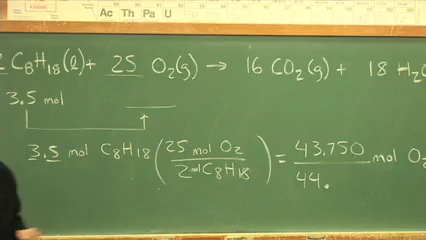 Ac Th Pa U
2 C₈H₁₈(l) + 25 O₂(g) → 16 CO₂(g) + 18 H₂O
3.5 mol
3.5 mol C₈H₁₈ (25 mol O₂ / 2 mol C₈H₁₈) = 43.750 mol O₂
44.